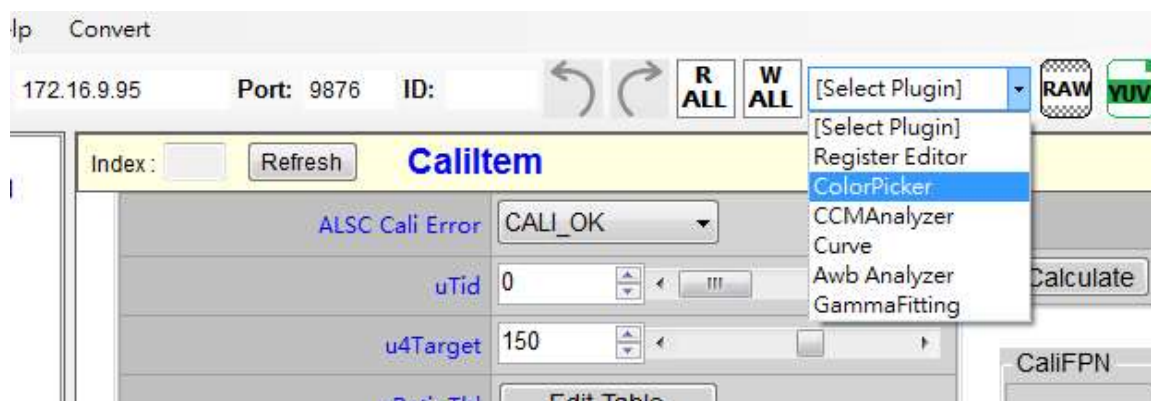 Convert
172.16.9.95 Port: 9876 ID: R ALL W ALL [Select Plugin] RAW YUV
[Select Plugin]
Register Editor
ColorPicker
CCMAnalyzer
Curve
Awb Analyzer
GammaFitting
Index: Refresh CaliItem
ALSC Cali Error CALI_OK
uTid 0
Calculate
u4Target 150
CaliFPN
Edit Table